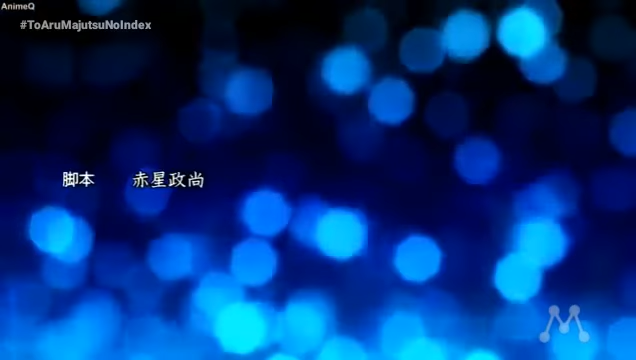 AnimeQ
#ToAruMajutsuNoIndex
脚本 赤星政尚